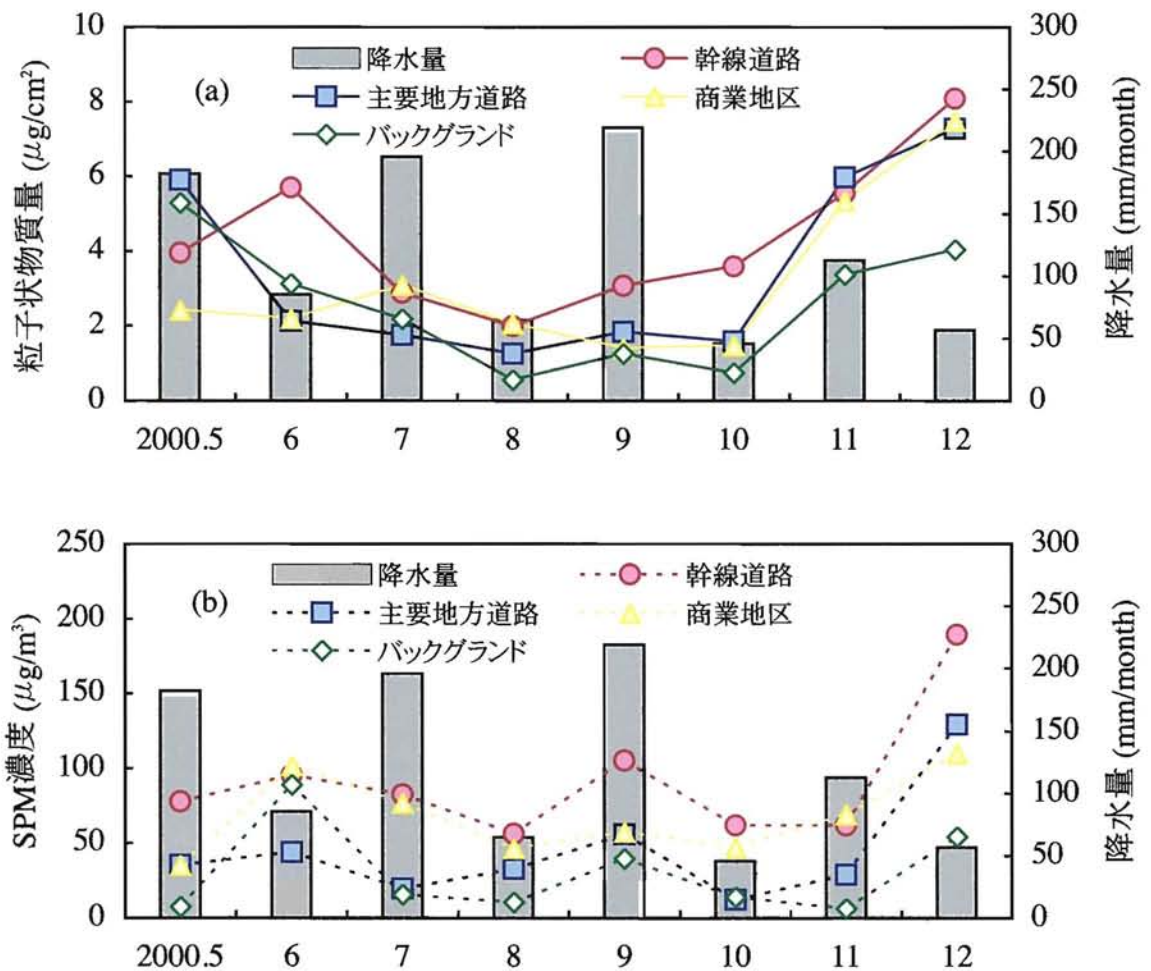 10
8
6
4
2
0
粒子状物質量 (μg/cm²)
(a)
降水量
幹線道路
主要地方道路
商業地区
バックグランド
300
250
200
150
100
50
0
降水量 (mm/month)
2000.5 6 7 8 9 10 11 12
250
200
150
100
50
0
SPM濃度 (μg/m³)
(b)
降水量
幹線道路
主要地方道路
商業地区
バックグランド
300
250
200
150
100
50
0
降水量 (mm/month)
2000.5 6 7 8 9 10 11 12